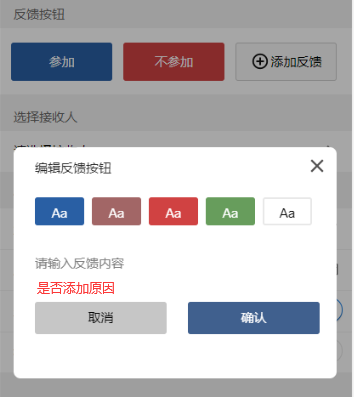 反馈按钮
参加 不参加 添加反馈
选择接收人
编辑反馈按钮
Aa Aa Aa Aa Aa
请输入反馈内容
是否添加原因
取消 确认